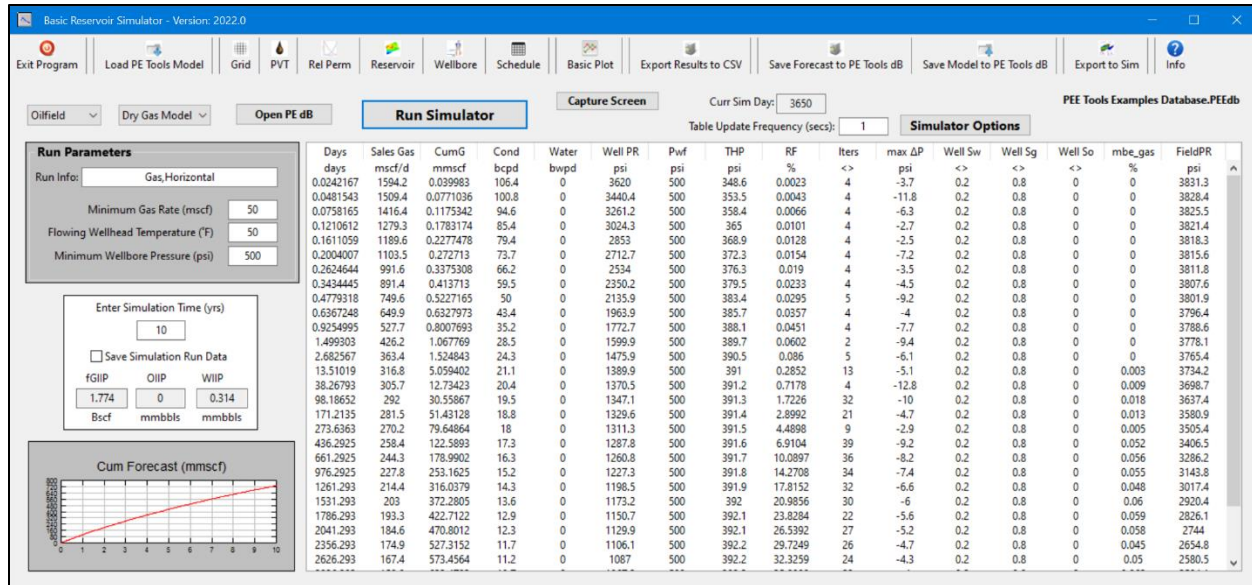 Basic Reservoir Simulator - Version: 2022.0
Exit Program Load PE Tools Model Grid PVT Rel Perm Reservoir Wellbore Schedule Basic Plot Export Results to CSV Save Forecast to PE Tools dB Save Model to PE Tools dB Export to Sim Info
Oilfield Dry Gas Model Open PE dB Run Simulator Capture Screen Curr Sim Day: 3650 PEE Tools Examples Database.PEEdb
Table Update Frequency (secs): 1 Simulator Options
Run Parameters
Run Info: Gas,Horizontal
Minimum Gas Rate (mscf) 50
Flowing Wellhead Temperature (°F) 50
Minimum Wellbore Pressure (psi) 500
Enter Simulation Time (yrs)
10
Save Simulation Run Data
fGIIP OIIP WIIP
1.774 0 0.314
Bscf mmbbls mmbbls
Cum Forecast (mmscf)
0 1 2 3 4 5 6 7 8 9 10
Days Sales Gas CumG Cond Water Well PR Pwf THP RF Iters max ΔP Well Sw Well Sg Well So mbe_gas FieldPR
days mscf/d mmscf bcpd bwpd psi psi psi % <> psi <> <> <> % psi
0.0242167 1594.2 0.039983 106.4 0 3620 500 348.6 0.0023 4 -3.7 0.2 0.8 0 0 3831.3
0.0481543 1509.4 0.0771036 100.8 0 3440.4 500 353.5 0.0043 4 -11.8 0.2 0.8 0 0 3828.4
0.0758165 1416.4 0.1175342 94.6 0 3261.2 500 358.4 0.0066 4 -6.3 0.2 0.8 0 0 3825.5
0.1210612 1279.3 0.1783174 85.4 0 3024.3 500 365 0.0101 4 -2.7 0.2 0.8 0 0 3821.4
0.1611059 1189.6 0.2277478 79.4 0 2853 500 368.9 0.0128 4 -2.5 0.2 0.8 0 0 3818.3
0.2004007 1103.5 0.272713 73.7 0 2712.7 500 372.3 0.0154 4 -7.2 0.2 0.8 0 0 3815.6
0.2624644 991.6 0.3375308 66.2 0 2534 500 376.3 0.019 4 -3.5 0.2 0.8 0 0 3811.8
0.3434445 891.4 0.413713 59.5 0 2350.2 500 379.5 0.0233 4 -4.5 0.2 0.8 0 0 3807.6
0.4779318 749.6 0.5227165 50 0 2135.9 500 383.4 0.0295 5 -9.2 0.2 0.8 0 0 3801.9
0.6367248 649.9 0.6327973 43.4 0 1963.9 500 385.7 0.0357 4 -4 0.2 0.8 0 0 3796.4
0.9254995 527.7 0.8007693 35.2 0 1772.7 500 388.1 0.0451 4 -7.7 0.2 0.8 0 0 3788.6
1.499303 426.2 1.067769 28.5 0 1599.9 500 389.7 0.0602 2 -9.4 0.2 0.8 0 0 3778.1
2.682567 363.4 1.524843 24.3 0 1475.9 500 390.5 0.086 5 -6.1 0.2 0.8 0 0 3765.4
13.51019 316.8 5.059402 21.1 0 1389.9 500 391 0.2852 13 -5.1 0.2 0.8 0 0.003 3734.2
38.26793 305.7 12.73423 20.4 0 1370.5 500 391.2 0.7178 4 -12.8 0.2 0.8 0 0.009 3698.7
98.18652 292 30.55867 19.5 0 1347.1 500 391.3 1.7226 32 -10 0.2 0.8 0 0.018 3637.4
171.2135 281.5 51.43128 18.8 0 1329.6 500 391.4 2.8992 21 -4.7 0.2 0.8 0 0.013 3580.9
273.6363 270.2 79.64864 18 0 1311.3 500 391.5 4.4898 9 -2.9 0.2 0.8 0 0.005 3505.4
436.2925 258.4 122.5893 17.3 0 1287.8 500 391.6 6.9104 39 -9.2 0.2 0.8 0 0.052 3406.5
661.2925 244.3 178.9902 16.3 0 1260.8 500 391.7 10.0897 36 -8.2 0.2 0.8 0 0.056 3286.2
976.2925 227.8 253.1625 15.2 0 1227.3 500 391.8 14.2708 34 -7.4 0.2 0.8 0 0.055 3143.8
1261.293 214.4 316.0379 14.3 0 1198.5 500 391.9 17.8152 32 -6.6 0.2 0.8 0 0.048 3017.4
1531.293 203 372.2805 13.6 0 1173.2 500 392 20.9856 30 -6 0.2 0.8 0 0.06 2920.4
1786.293 193.3 422.7122 12.9 0 1150.7 500 392.1 23.8284 22 -5.6 0.2 0.8 0 0.059 2826.1
2041.293 184.6 470.8012 12.3 0 1129.9 500 392.1 26.5392 27 -5.2 0.2 0.8 0 0.058 2744
2356.293 174.9 527.3152 11.7 0 1106.1 500 392.2 29.7249 26 -4.7 0.2 0.8 0 0.045 2654.8
2626.293 167.4 573.4564 11.2 0 1087 500 392.2 32.3259 24 -4.3 0.2 0.8 0 0.05 2580.5